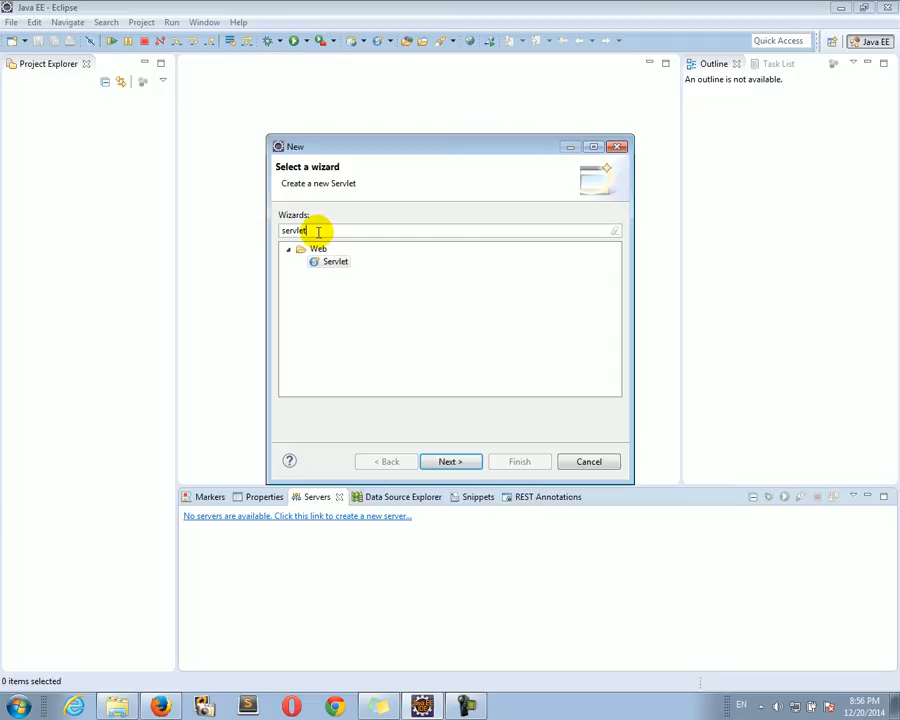 Java EE - Eclipse
File Edit Navigate Search Project Run Window Help
Quick Access
Java EE
Project Explorer
Outline
Task List
An outline is not available.
New
Select a wizard
Create a new Servlet
Wizards:
servlet
Web
Servlet
< Back
Next >
Finish
Cancel
Markers
Properties
Servers
Data Source Explorer
Snippets
REST Annotations
No servers are available. Click this link to create a new server...
0 items selected
EN
8:56 PM
12/20/2014